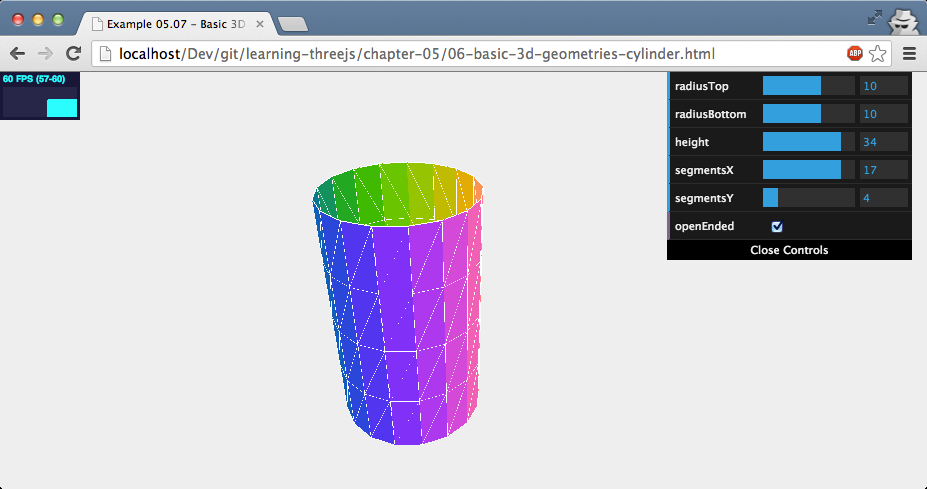 Example 05.07 - Basic 3D
localhost/Dev/git/learning-threejs/chapter-05/06-basic-3d-geometries-cylinder.html
ABP
60 FPS (57-60)
radiusTop 10
radiusBottom 10
height 34
segmentsX 17
segmentsY 4
openEnded
Close Controls